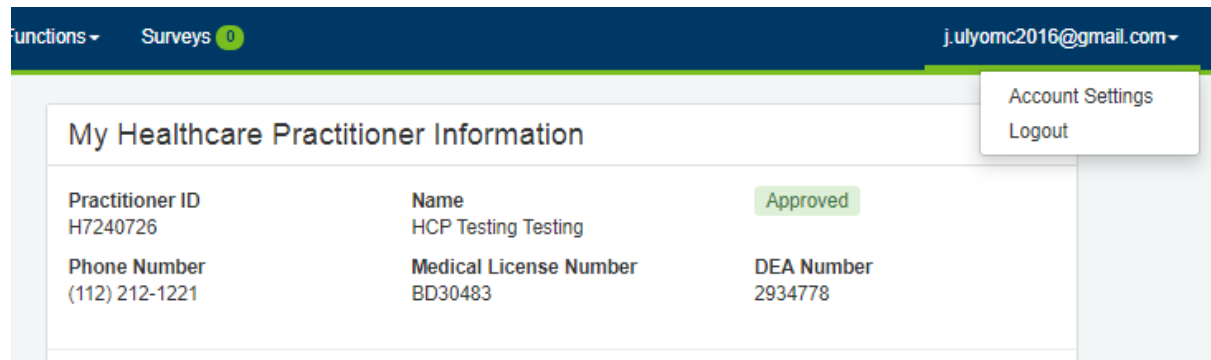 unctions
Surveys 0
j.ulyomc2016@gmail.com
Account Settings
Logout
My Healthcare Practitioner Information
Practitioner ID
H7240726
Name
HCP Testing Testing
Approved
Phone Number
(112) 212-1221
Medical License Number
BD30483
DEA Number
2934778